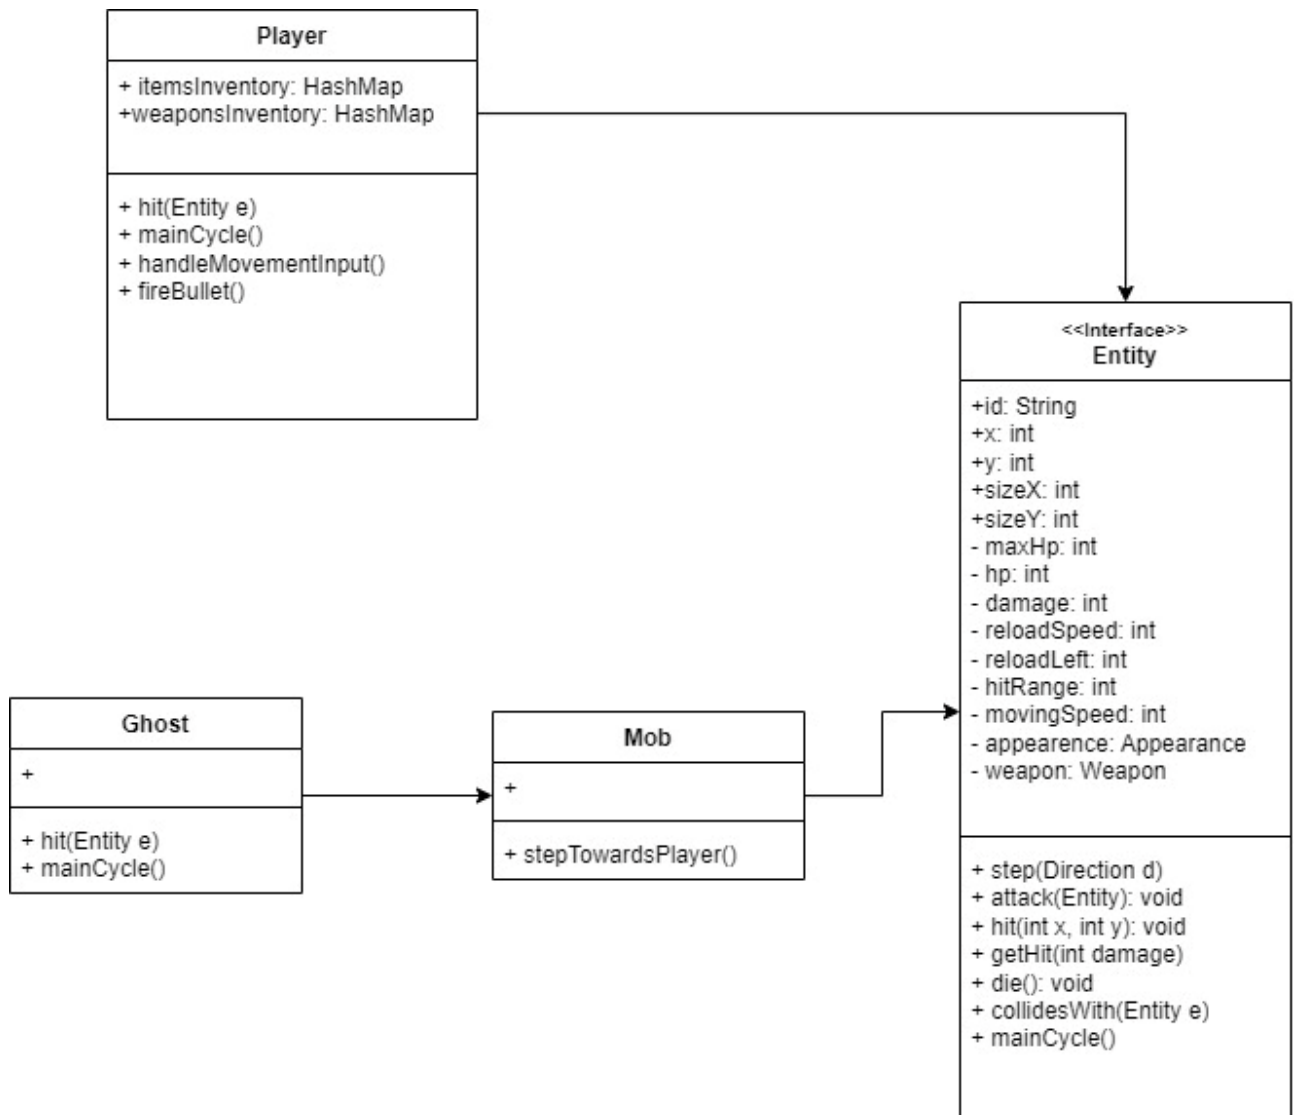 Player
+ itemsInventory: HashMap
+weaponsInventory: HashMap
+ hit(Entity e)
+ mainCycle()
+ handleMovementInput()
+ fireBullet()
<<Interface>>
Entity
+id: String
+x: int
+y: int
+sizeX: int
+sizeY: int
- maxHp: int
- hp: int
- damage: int
- reloadSpeed: int
- reloadLeft: int
- hitRange: int
- movingSpeed: int
- appearence: Appearance
- weapon: Weapon
+ step(Direction d)
+ attack(Entity): void
+ hit(int x, int y): void
+ getHit(int damage)
+ die(): void
+ collidesWith(Entity e)
+ mainCycle()
Ghost
+
+ hit(Entity e)
+ mainCycle()
Mob
+
+ stepTowardsPlayer()